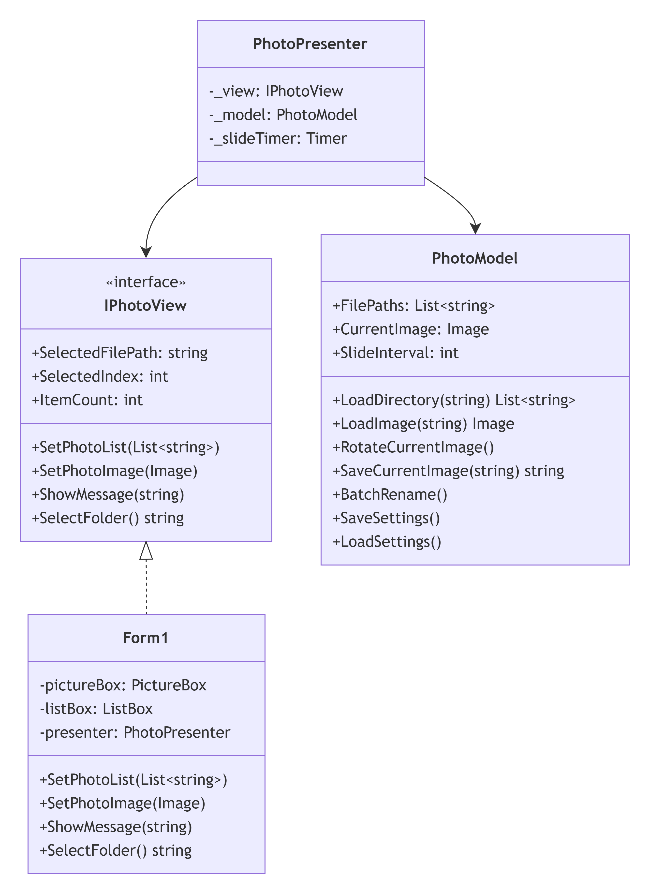 PhotoPresenter
-_view: IPhotoView
-_model: PhotoModel
-_slideTimer: Timer
«interface»
IPhotoView
+SelectedFilePath: string
+SelectedIndex: int
+ItemCount: int
+SetPhotoList(List<string>)
+SetPhotoImage(Image)
+ShowMessage(string)
+SelectFolder() string
PhotoModel
+FilePaths: List<string>
+CurrentImage: Image
+SlideInterval: int
+LoadDirectory(string) List<string>
+LoadImage(string) Image
+RotateCurrentImage()
+SaveCurrentImage(string) string
+BatchRename()
+SaveSettings()
+LoadSettings()
Form1
-pictureBox: PictureBox
-listBox: ListBox
-presenter: PhotoPresenter
+SetPhotoList(List<string>)
+SetPhotoImage(Image)
+ShowMessage(string)
+SelectFolder() string